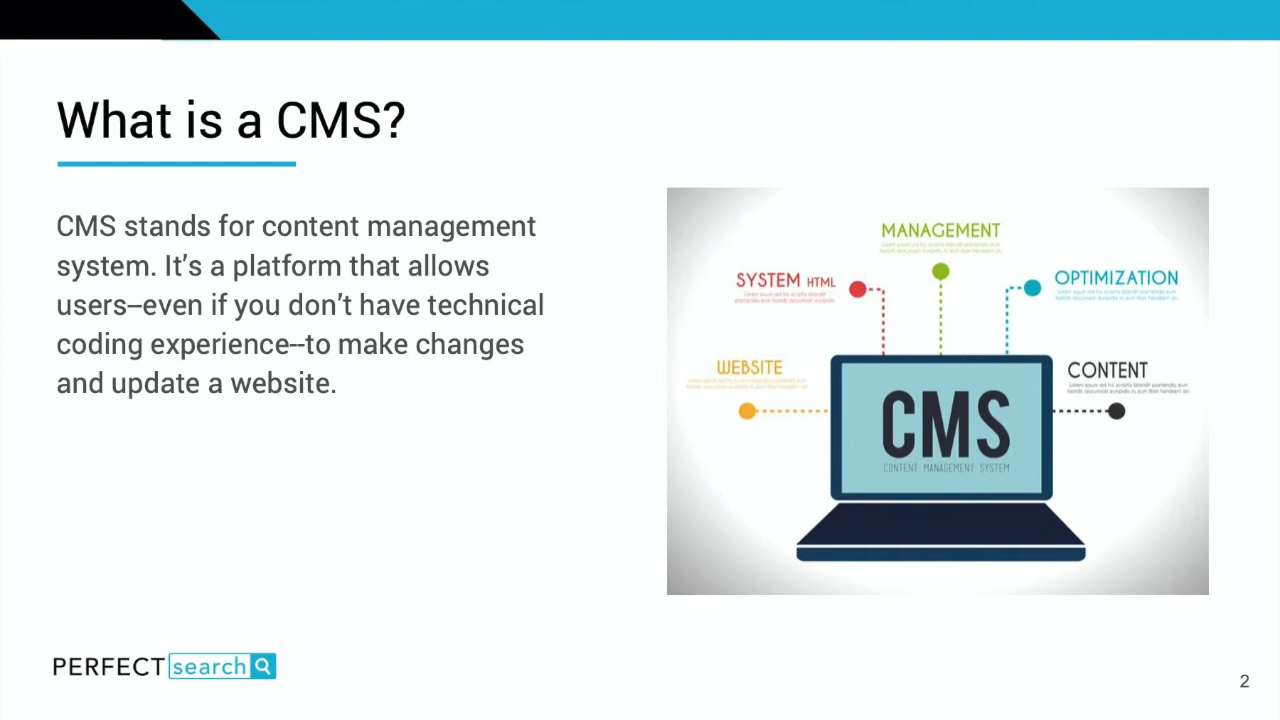 What is a CMS?
CMS stands for content management
system. It's a platform that allows
users–even if you don't have technical
coding experience--to make changes
and update a website.
MANAGEMENT
SYSTEM HTML
OPTIMIZATION
WEBSITE
CONTENT
CMS
CONTENT MANAGEMENT SYSTEM
PERFECT search
2